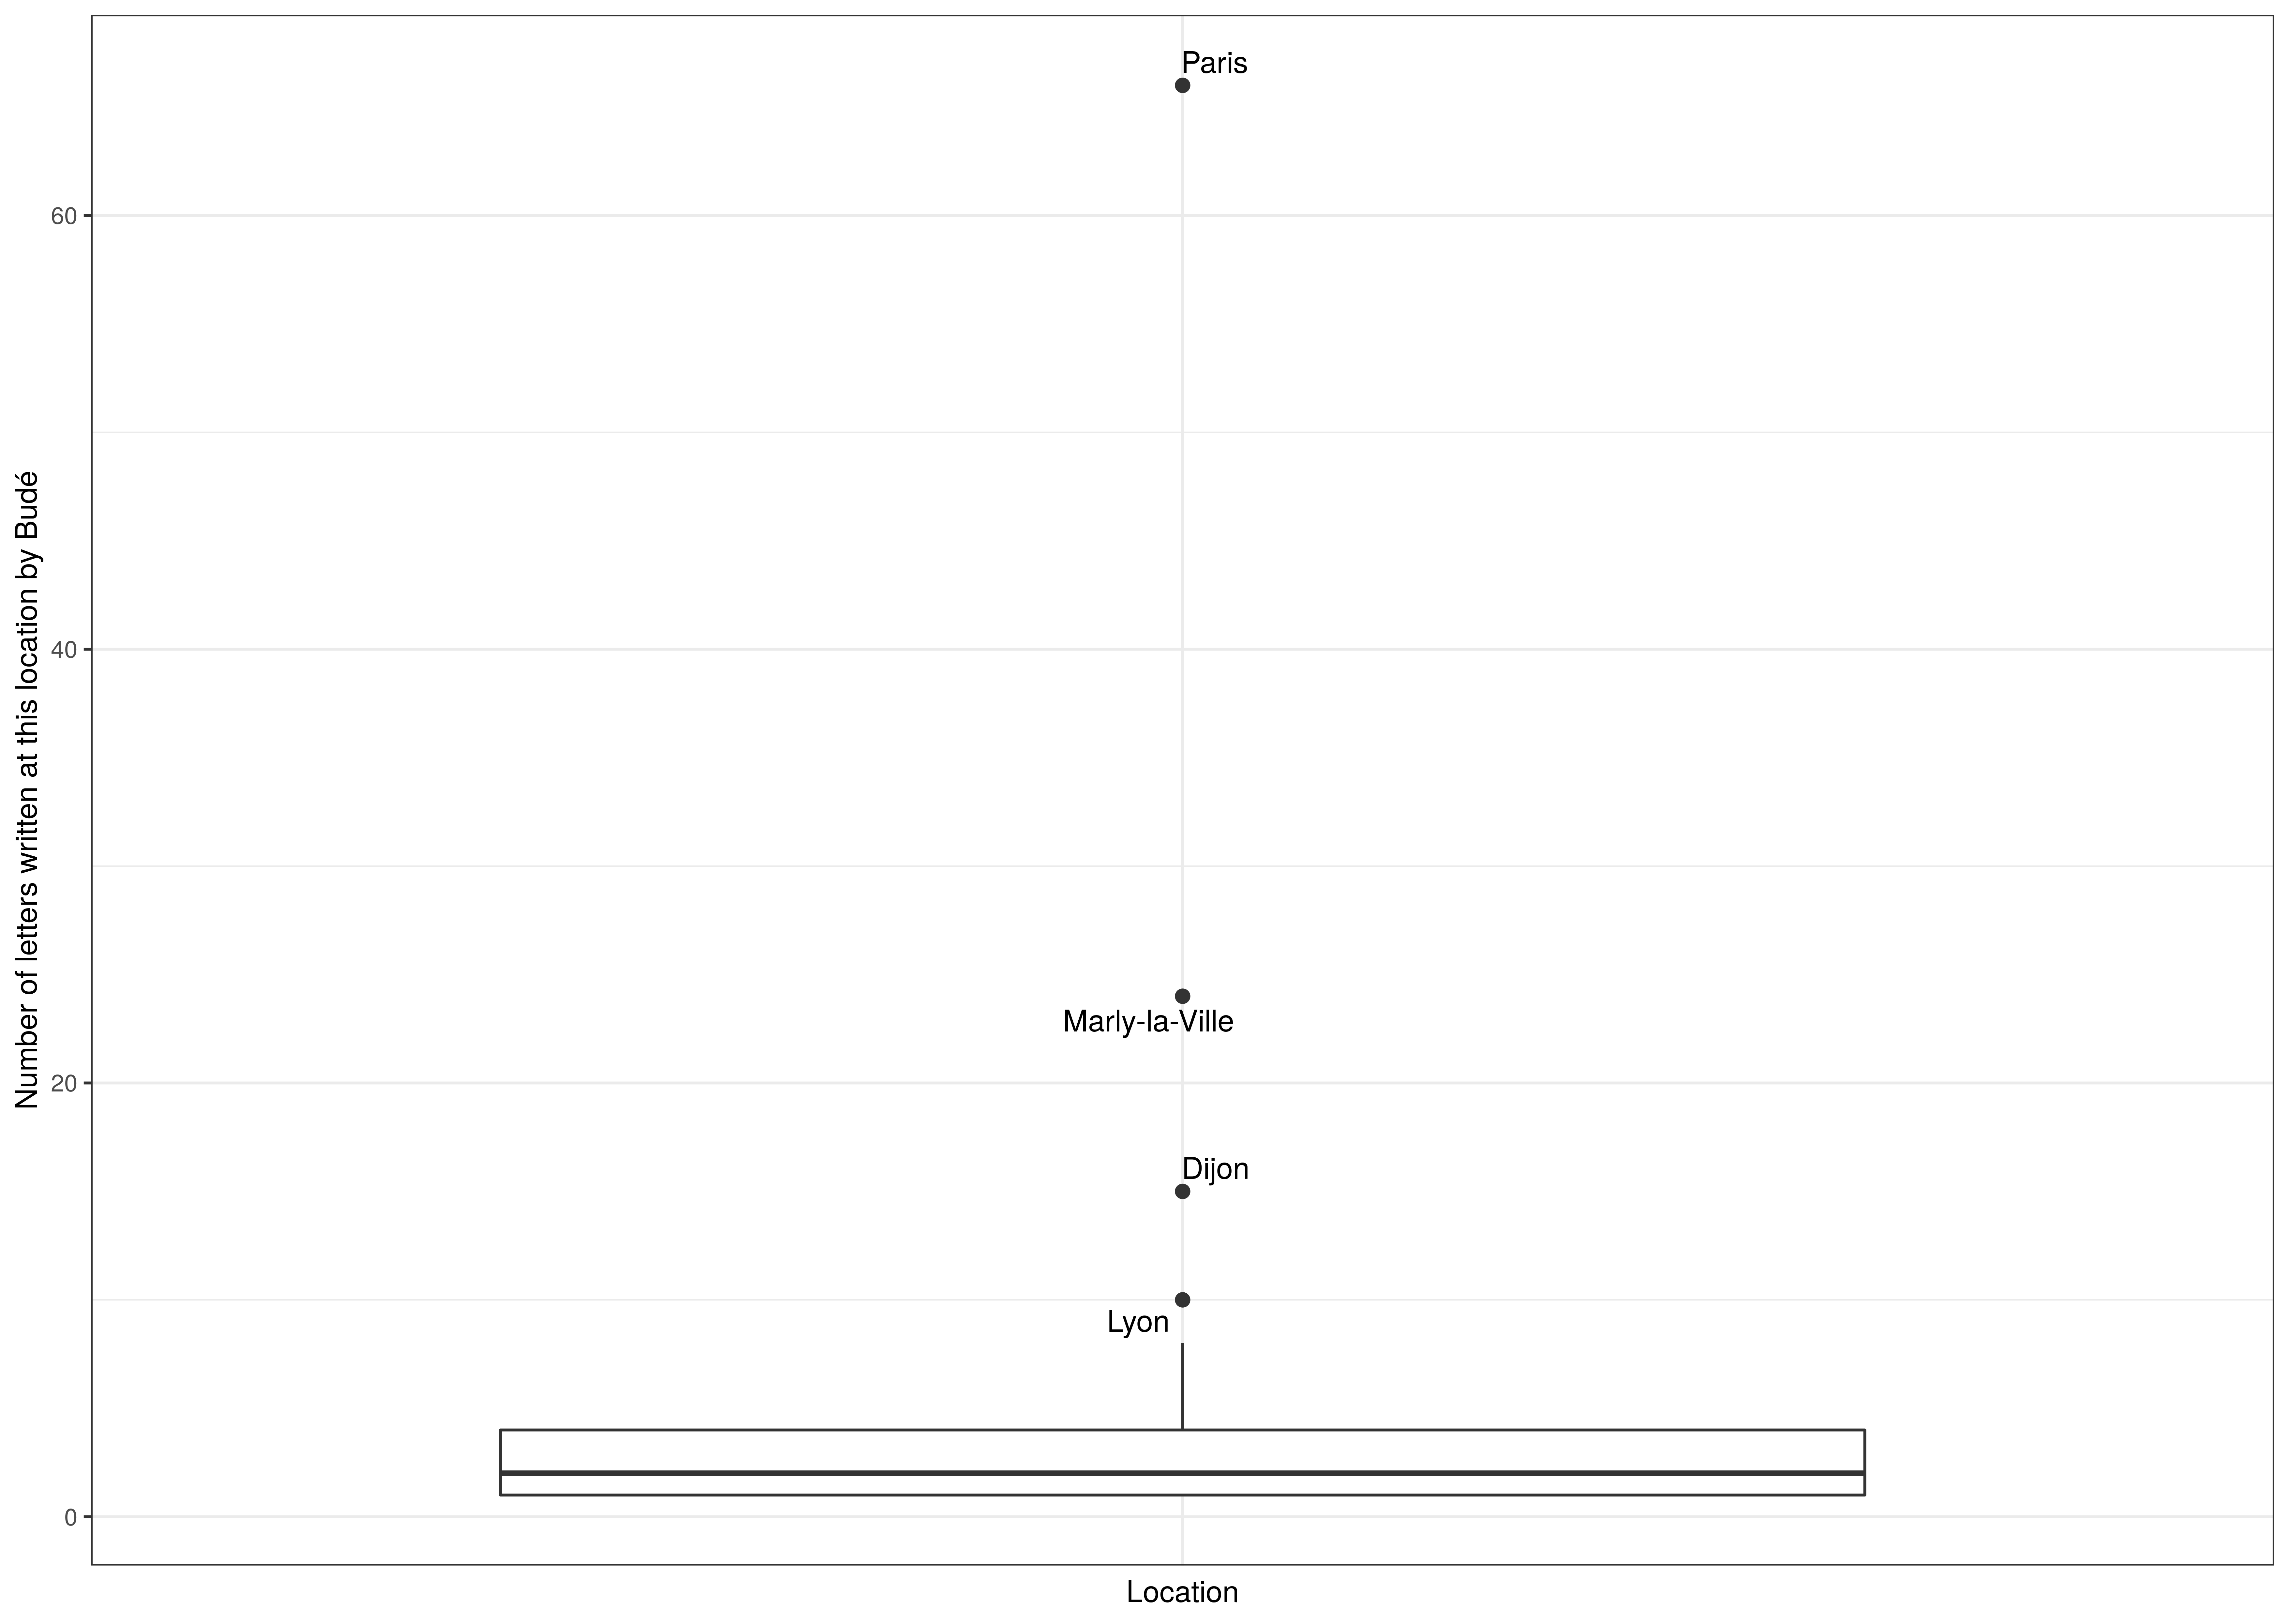 Paris
60
40
Marly-la-Ville
20
Dijon
Lyon
0
Number of letters written at this location by Budé
Location